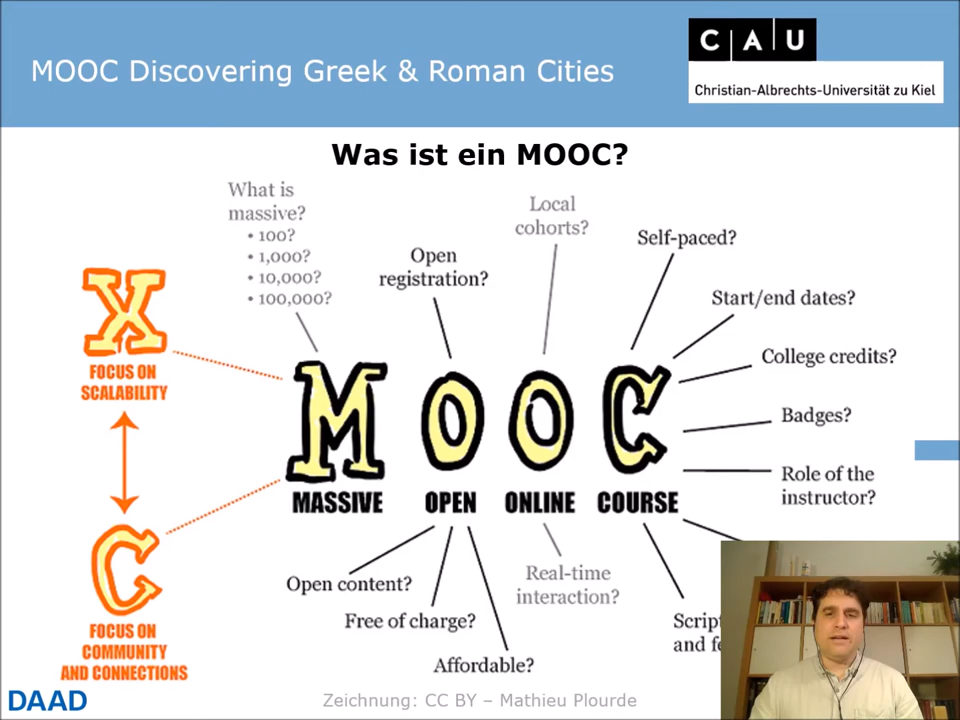 MOOC Discovering Greek & Roman Cities
CAU
Christian-Albrechts-Universität zu Kiel
Was ist ein MOOC?
What is
massive?
• 100?
• 1,000?
• 10,000?
• 100,000?
Open
registration?
Local
cohorts?
Self-paced?
Start/end dates?
College credits?
Badges?
Role of the
instructor?
X
FOCUS ON
SCALABILITY
C
FOCUS ON
COMMUNITY
AND CONNECTIONS
MOOC
MASSIVE OPEN ONLINE COURSE
Open content?
Free of charge?
Affordable?
Real-time
interaction?
and
DAAD
Zeichnung: CC BY – Mathieu Plourde